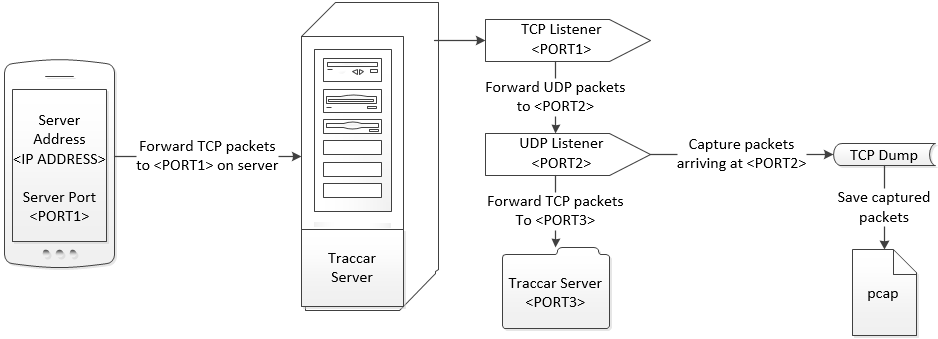 Server
Address
<IP ADDRESS>
Server Port
<PORT1>
Forward TCP packets
to <PORT1> on server
Traccar
Server
TCP Listener
<PORT1>
Forward UDP packets
to <PORT2>
UDP Listener
<PORT2>
Capture packets
arriving at <PORT2>
TCP Dump
Forward TCP packets
To <PORT3>
Save captured
packets
Traccar Server
<PORT3>
pcap